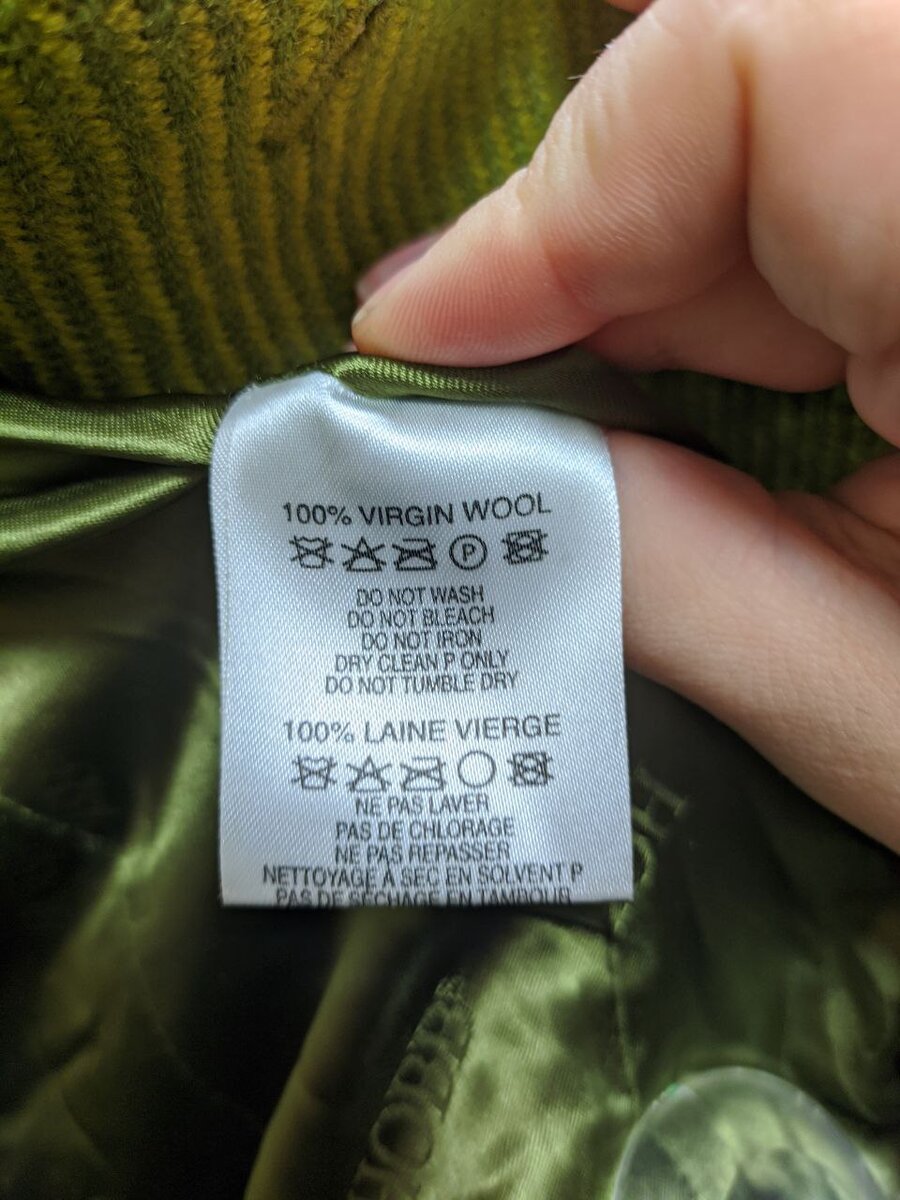 100% VIRGIN WOOL
P
DO NOT WASH
DO NOT BLEACH
DO NOT IRON
DRY CLEAN P ONLY
DO NOT TUMBLE DRY
100% LAINE VIERGE
NE PAS LAVER
PAS DE CHLORAGE
NE PAS REPASSER
NETTOYAGE À SEC EN SOLVENT P
PAS DE SÉCHAGE EN TAMBOUR
HOBBS